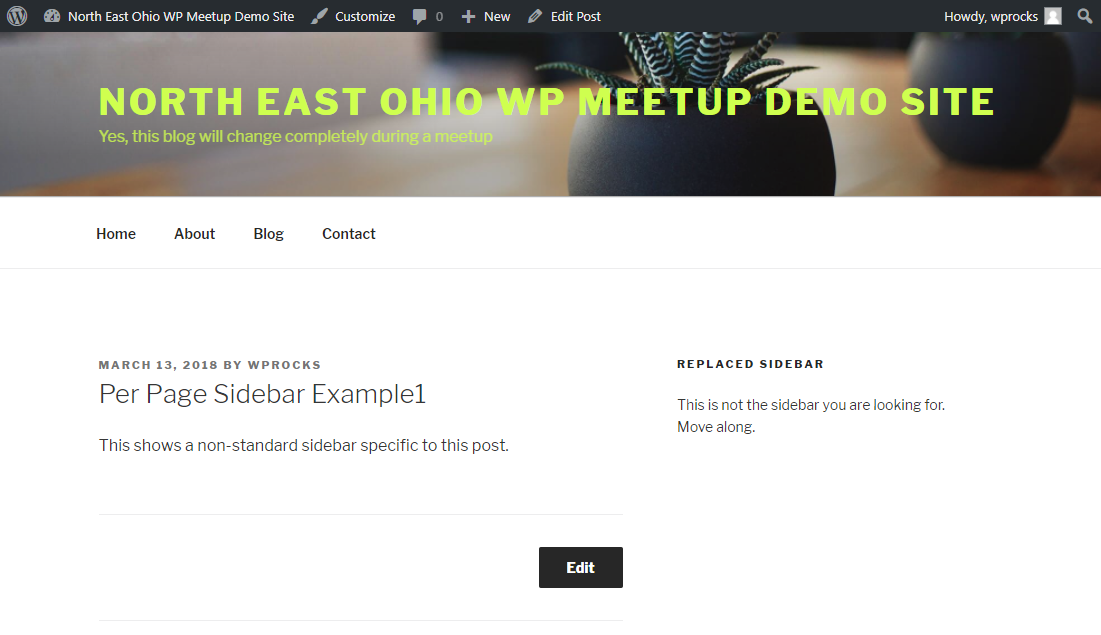 North East Ohio WP Meetup Demo Site Customize 0 New Edit Post Howdy, wprocks
NORTH EAST OHIO WP MEETUP DEMO SITE
Yes, this blog will change completely during a meetup
Home About Blog Contact
MARCH 13, 2018 BY WPROCKS
Per Page Sidebar Example1
This shows a non-standard sidebar specific to this post.
Edit
REPLACED SIDEBAR
This is not the sidebar you are looking for.
Move along.